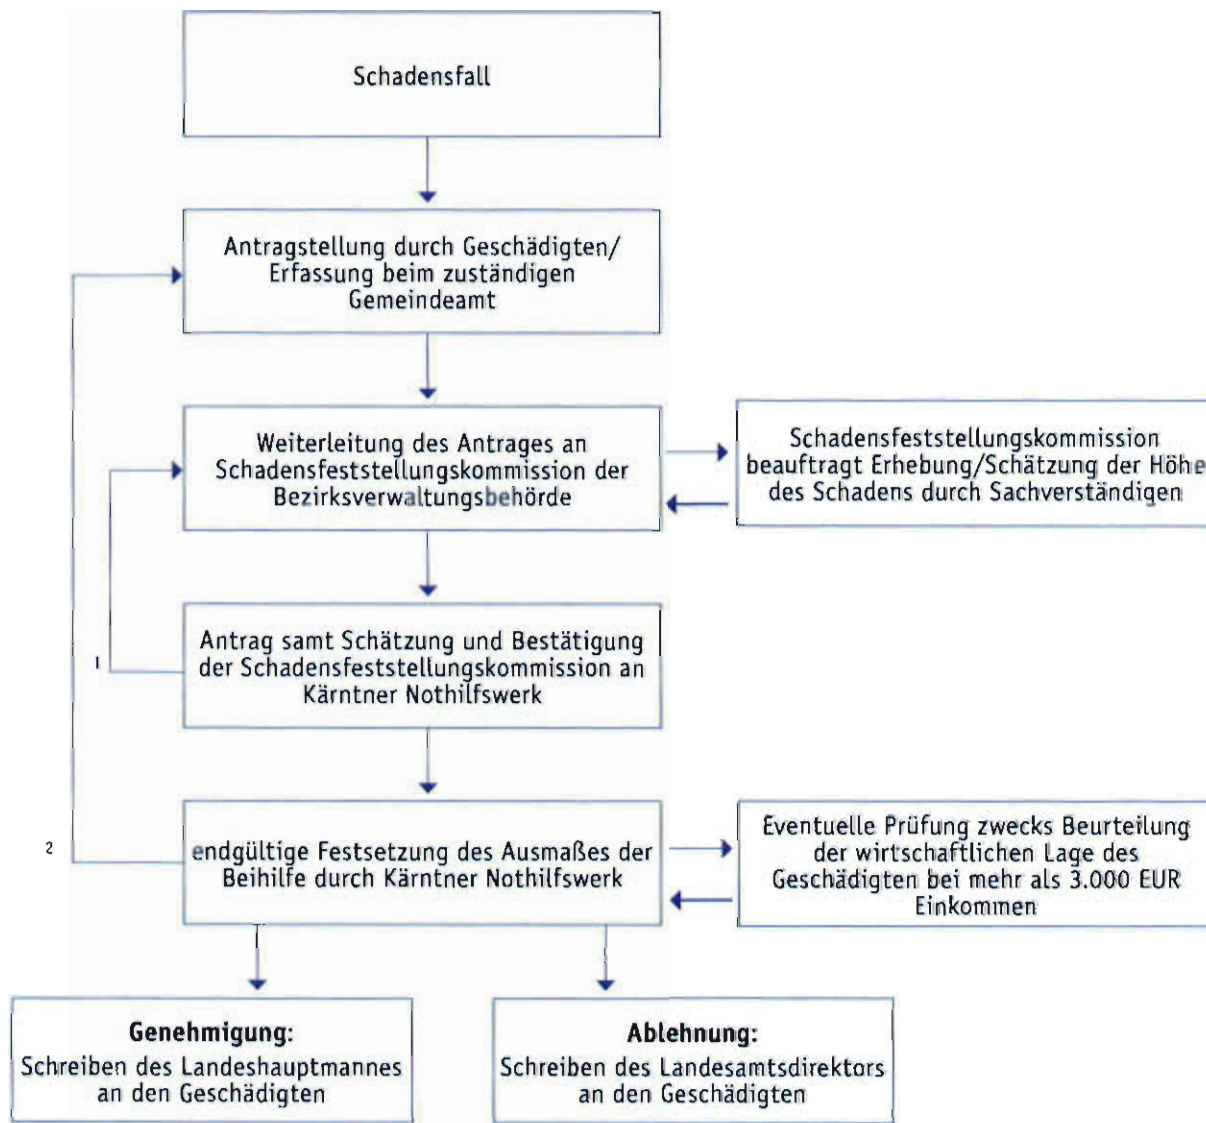 Schadensfall
Antragstellung durch Geschädigten/
Erfassung beim zuständigen
Gemeindeamt
Weiterleitung des Antrages an
Schadensfeststellungskommission der
Bezirksverwaltungsbehörde
Schadensfeststellungskommission
beauftragt Erhebung/Schätzung der Höhe
des Schadens durch Sachverständigen
1
Antrag samt Schätzung und Bestätigung
der Schadensfeststellungskommission an
Kärntner Nothilfswerk
2
endgültige Festsetzung des Ausmaßes der
Beihilfe durch Kärntner Nothilfswerk
Eventuelle Prüfung zwecks Beurteilung
der wirtschaftlichen Lage des
Geschädigten bei mehr als 3.000 EUR
Einkommen
Genehmigung:
Schreiben des Landeshauptmannes
an den Geschädigten
Ablehnung:
Schreiben des Landesamtsdirektors
an den Geschädigten